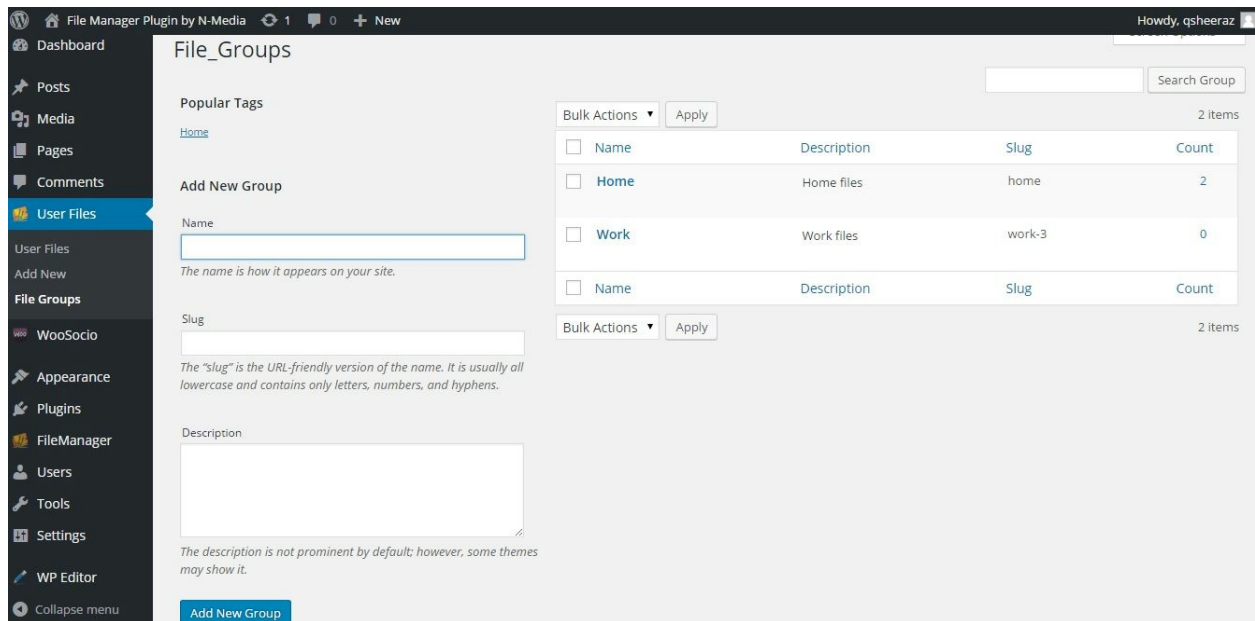 File Manager Plugin by N-Media 1 0 + New Howdy, qsheeraz
Dashboard
Posts
Media
Pages
Comments
User Files
User Files
Add New
File Groups
WooSocio
Appearance
Plugins
FileManager
Users
Tools
Settings
WP Editor
Collapse menu
File_Groups
Popular Tags
Home
Add New Group
Name
The name is how it appears on your site.
Slug
The “slug” is the URL-friendly version of the name. It is usually all
lowercase and contains only letters, numbers, and hyphens.
Description
The description is not prominent by default; however, some themes
may show it.
Add New Group
Search Group
Bulk Actions Apply 2 items
Name Description Slug Count
Home Home files home 2
Work Work files work-3 0
Name Description Slug Count
Bulk Actions Apply 2 items